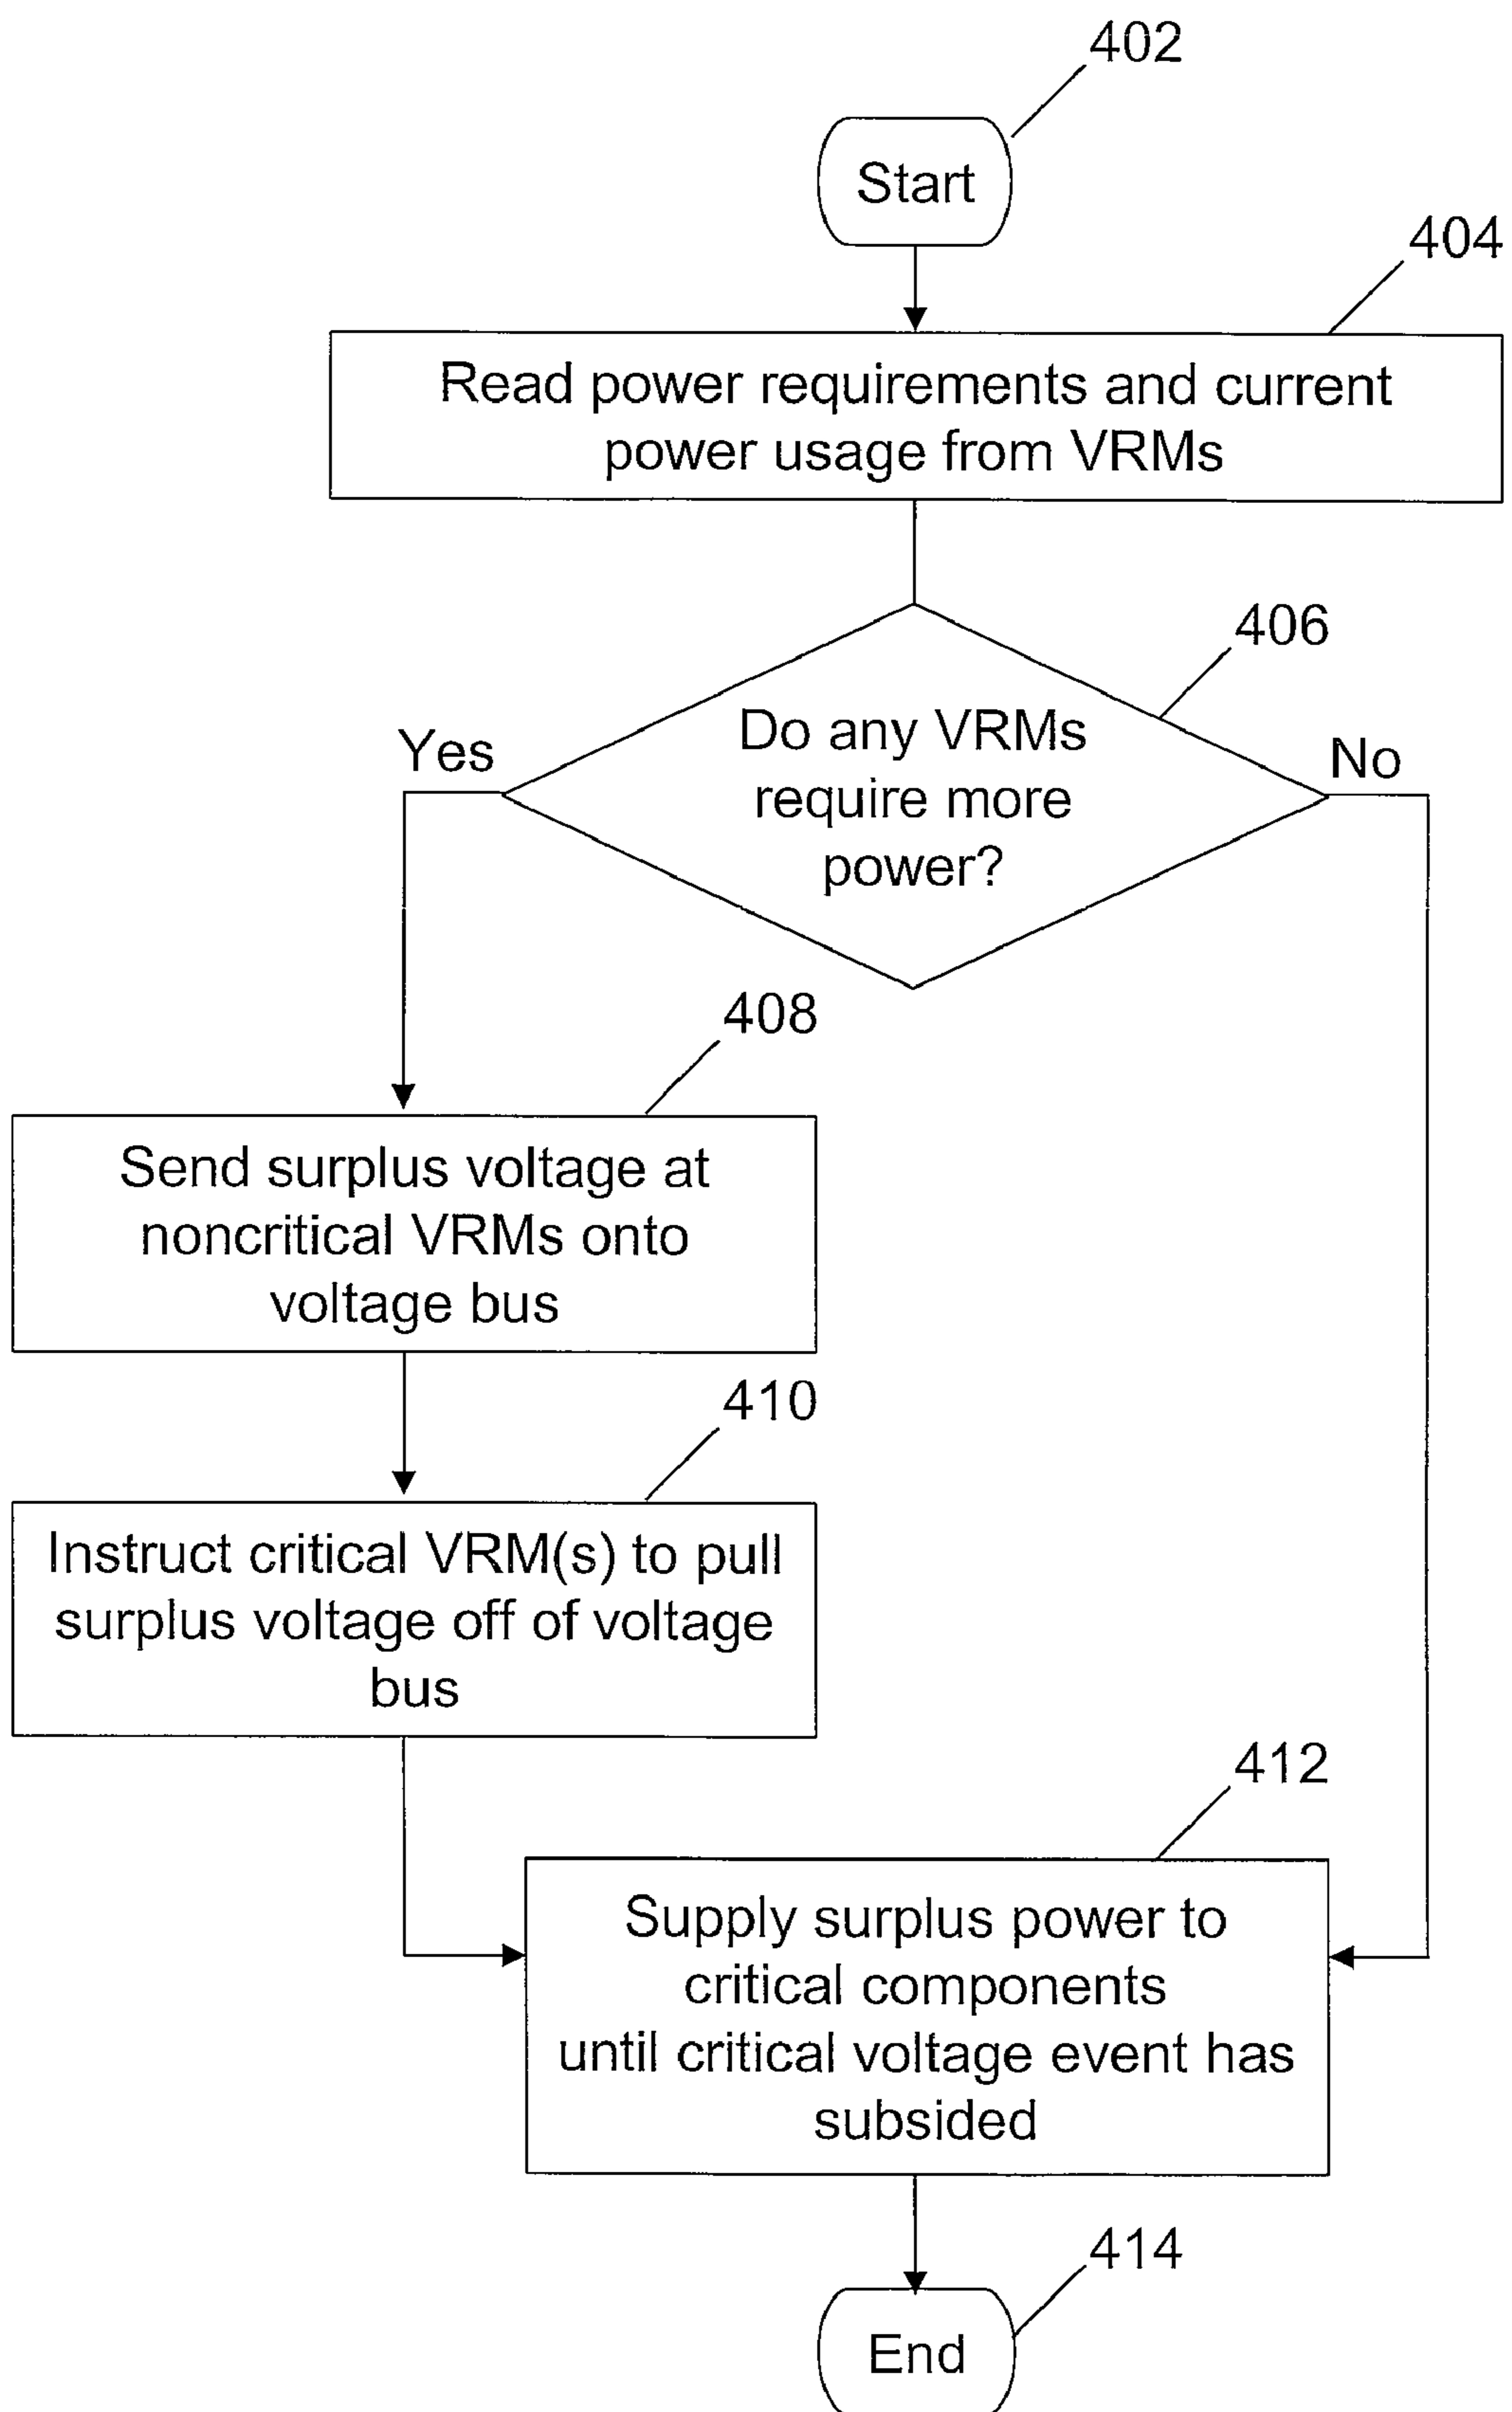 402
Start
404
Read power requirements and current
power usage from VRMs
406
Do any VRMs
require more
power?
Yes
No
408
Send surplus voltage at
noncritical VRMs onto
voltage bus
410
Instruct critical VRM(s) to pull
surplus voltage off of voltage
bus
412
Supply surplus power to
critical components
until critical voltage event has
subsided
414
End